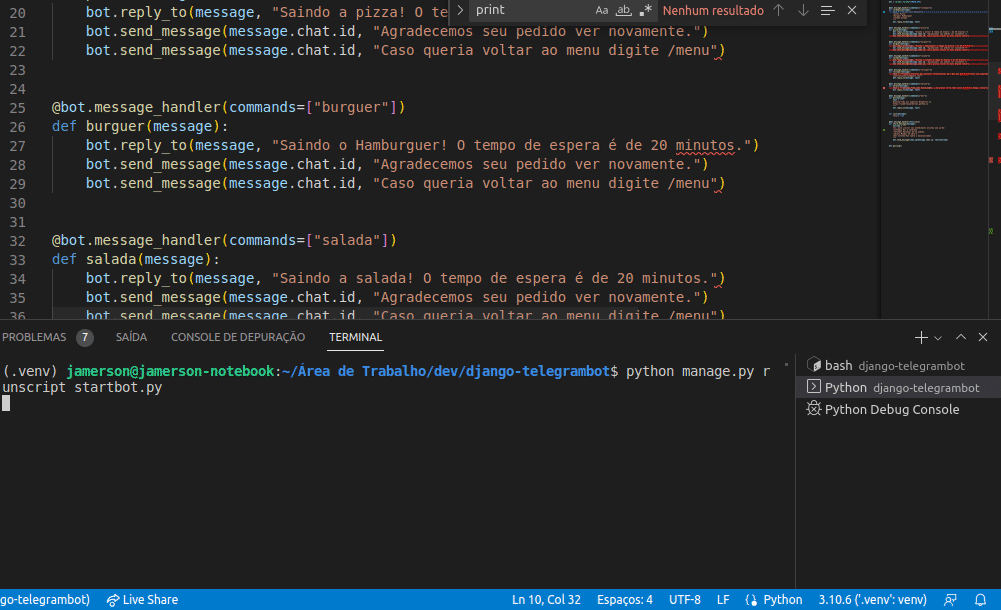 20 bot.reply_to(message, "Saindo a pizza! O te
21 bot.send_message(message.chat.id, "Agradecemos seu pedido ver novamente.")
22 bot.send_message(message.chat.id, "Caso queria voltar ao menu digite /menu")
print Aa ab .* Nenhum resultado
23
24
25 @bot.message_handler(commands=["burguer"])
26 def burguer(message):
27 bot.reply_to(message, "Saindo o Hamburguer! O tempo de espera é de 20 minutos.")
28 bot.send_message(message.chat.id, "Agradecemos seu pedido ver novamente.")
29 bot.send_message(message.chat.id, "Caso queria voltar ao menu digite /menu")
30
31
32 @bot.message_handler(commands=["salada"])
33 def salada(message):
34 bot.reply_to(message, "Saindo a salada! O tempo de espera é de 20 minutos.")
35 bot.send_message(message.chat.id, "Agradecemos seu pedido ver novamente.")
36 bot.send_message(message.chat.id, "Caso queria voltar ao menu digite /menu")
PROBLEMAS 7 SAÍDA CONSOLE DE DEPURAÇÃO TERMINAL
(.venv) jamerson@jamerson-notebook:~/Área de Trabalho/dev/django-telegrambot$ python manage.py r
unscript startbot.py
bash django-telegrambot
Python django-telegrambot
Python Debug Console
go-telegrambot) Live Share Ln 10, Col 32 Espaços: 4 UTF-8 LF Python 3.10.6 ('.venv': venv)